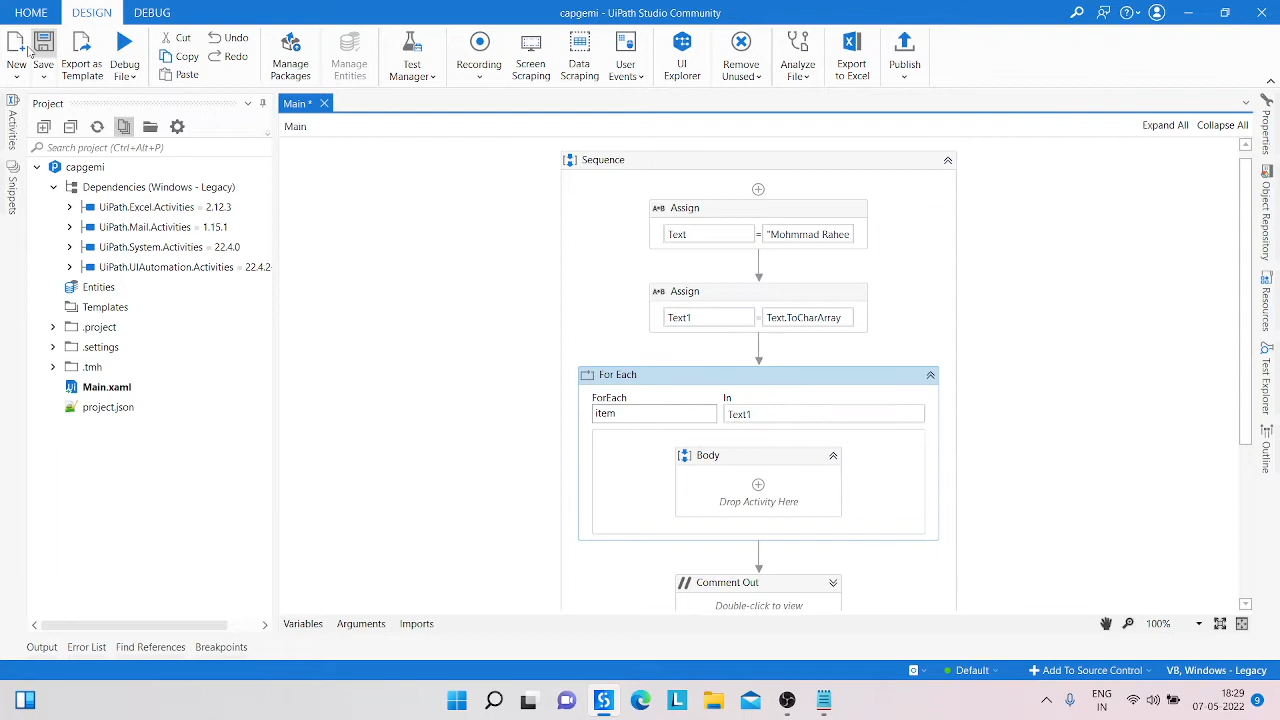 HOME DESIGN DEBUG capgemi - UiPath Studio Community
New Save Export as Template Debug File Cut Copy Paste Undo Redo Manage Packages Manage Entities Test Manager Recording Screen Scraping Data Scraping User Events UI Explorer Remove Unused Analyze File Export to Excel Publish
Project
Main *
Search project (Ctrl+Alt+P)
Main
Expand All Collapse All
capgemi
Dependencies (Windows - Legacy)
UiPath.Excel.Activities = 2.12.3
UiPath.Mail.Activities = 1.15.1
UiPath.System.Activities = 22.4.0
UiPath.UIAutomation.Activities = 22.4.2
Entities
Templates
.project
.settings
.tmh
Main.xaml
project.json
Activities
Snippets
Sequence
Assign
Text = "Mohmmad Rahee
Assign
Text1 = Text.ToCharArray
For Each
ForEach In
item Text1
Body
Drop Activity Here
Comment Out
Double-click to view
Properties
Object Repository
Resources
Test Explorer
Outline
Variables Arguments Imports 100%
Output Error List Find References Breakpoints
Default Add To Source Control VB, Windows - Legacy
ENG
IN
18:29
07-05-2022
9